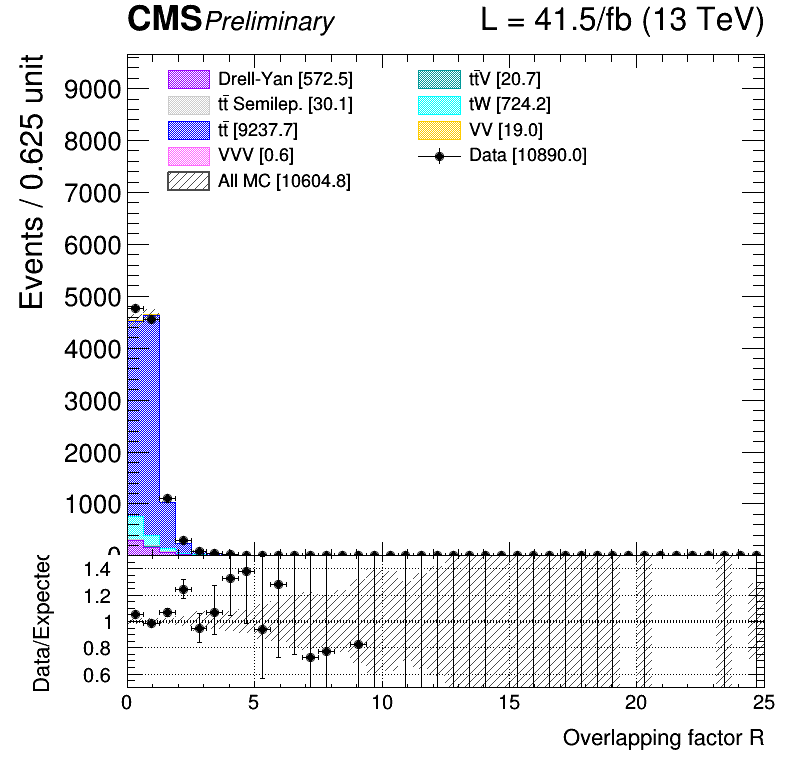 CMS Preliminary L = 41.5/fb (13 TeV)
Events / 0.625 unit
9000
8000
7000
6000
5000
4000
3000
2000
1000
0
Drell-Yan [572.5]
tt̄ Semilep. [30.1]
tt̄ [9237.7]
VVV [0.6]
All MC [10604.8]
tt̄V [20.7]
tW [724.2]
VV [19.0]
Data [10890.0]
Data/Expected
1.4
1.2
1
0.8
0.6
0 5 10 15 20 25
Overlapping factor R